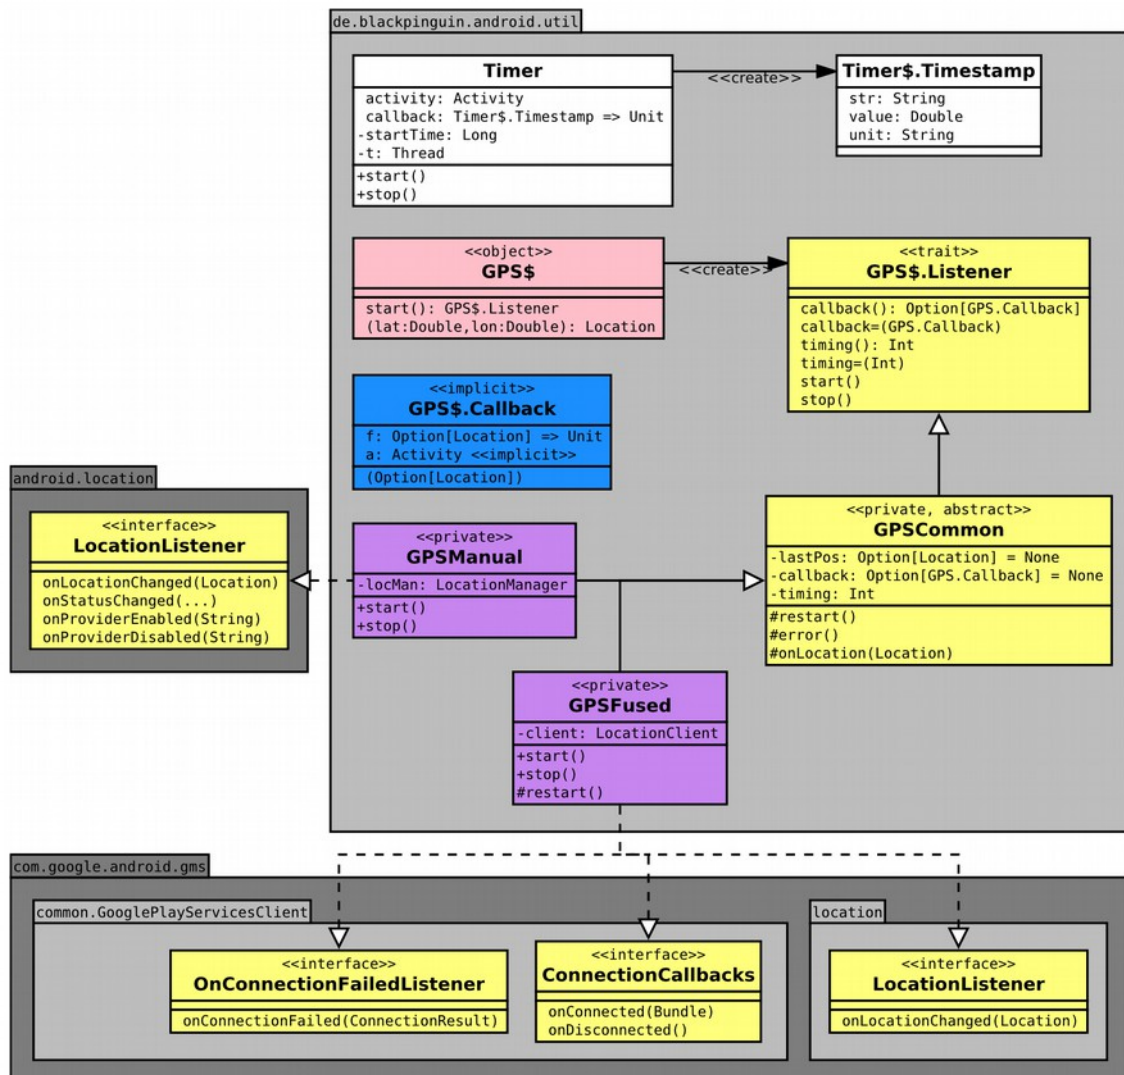 de.blackpinguin.android.util
Timer
activity: Activity
callback: Timer$.Timestamp => Unit
-startTime: Long
-t: Thread
+start()
+stop()
<<create>>
Timer$.Timestamp
str: String
value: Double
unit: String
<<object>>
GPS$
start(): GPS$.Listener
(lat:Double,lon:Double): Location
<<create>>
<<trait>>
GPS$.Listener
callback(): Option[GPS.Callback]
callback=(GPS.Callback)
timing(): Int
timing=(Int)
start()
stop()
<<implicit>>
GPS$.Callback
f: Option[Location] => Unit
a: Activity <<implicit>>
(Option[Location])
android.location
<<interface>>
LocationListener
onLocationChanged(Location)
onStatusChanged(...)
onProviderEnabled(String)
onProviderDisabled(String)
<<private>>
GPSManual
-locMan: LocationManager
+start()
+stop()
<<private, abstract>>
GPSCommon
-lastPos: Option[Location] = None
-callback: Option[GPS.Callback] = None
-timing: Int
#restart()
#error()
#onLocation(Location)
<<private>>
GPSFused
-client: LocationClient
+start()
+stop()
#restart()
com.google.android.gms
common.GooglePlayServicesClient
<<interface>>
OnConnectionFailedListener
onConnectionFailed(ConnectionResult)
<<interface>>
ConnectionCallbacks
onConnected(Bundle)
onDisconnected()
location
<<interface>>
LocationListener
onLocationChanged(Location)